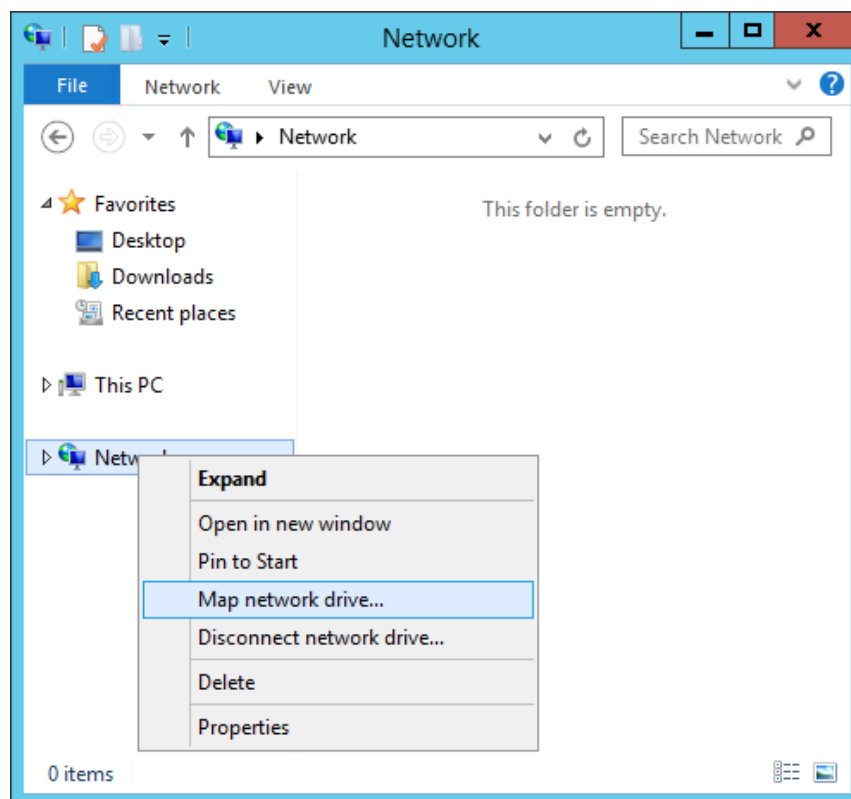 Network
File Network View
Network
Search Network
Favorites
This folder is empty.
Desktop
Downloads
Recent places
This PC
Network
Expand
Open in new window
Pin to Start
Map network drive...
Disconnect network drive...
Delete
Properties
0 items